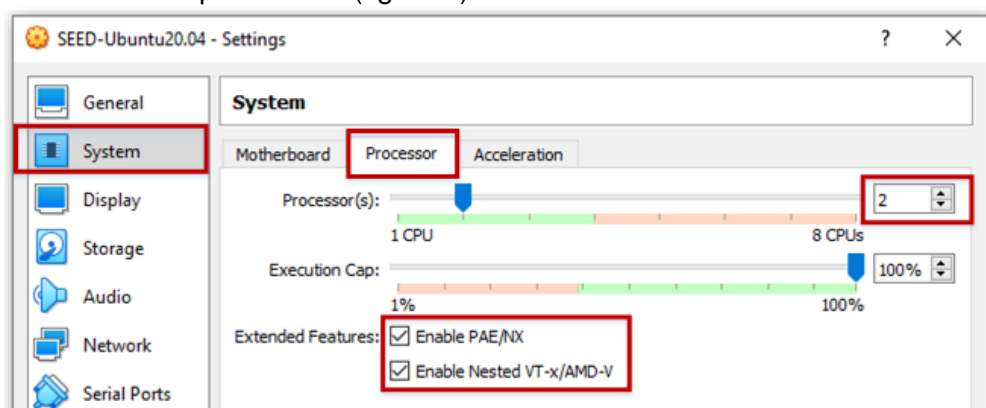 SEED-Ubuntu20.04 - Settings ? ×
General
System
Display
Storage
Audio
Network
Serial Ports
System
Motherboard Processor Acceleration
Processor(s): 2
1 CPU 8 CPUs
Execution Cap: 100%
1% 100%
Extended Features: Enable PAE/NX
Enable Nested VT-x/AMD-V